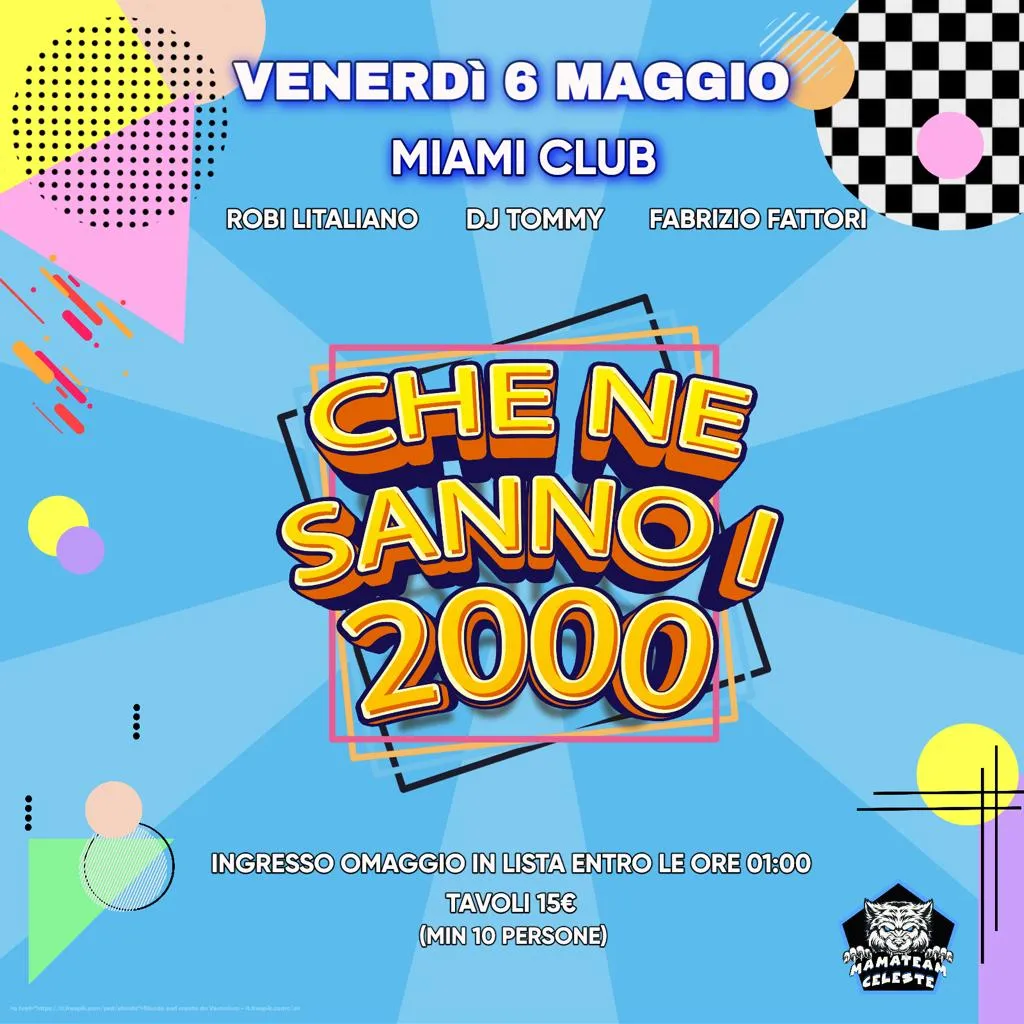 VENERDÌ 6 MAGGIO
MIAMI CLUB
ROBI LITALIANO DJ TOMMY FABRIZIO FATTORI
CHE NE
SANNO I
2000
INGRESSO OMAGGIO IN LISTA ENTRO LE ORE 01:00
TAVOLI 15€
(MIN 10 PERSONE)
MAMATEAM
CELESTE